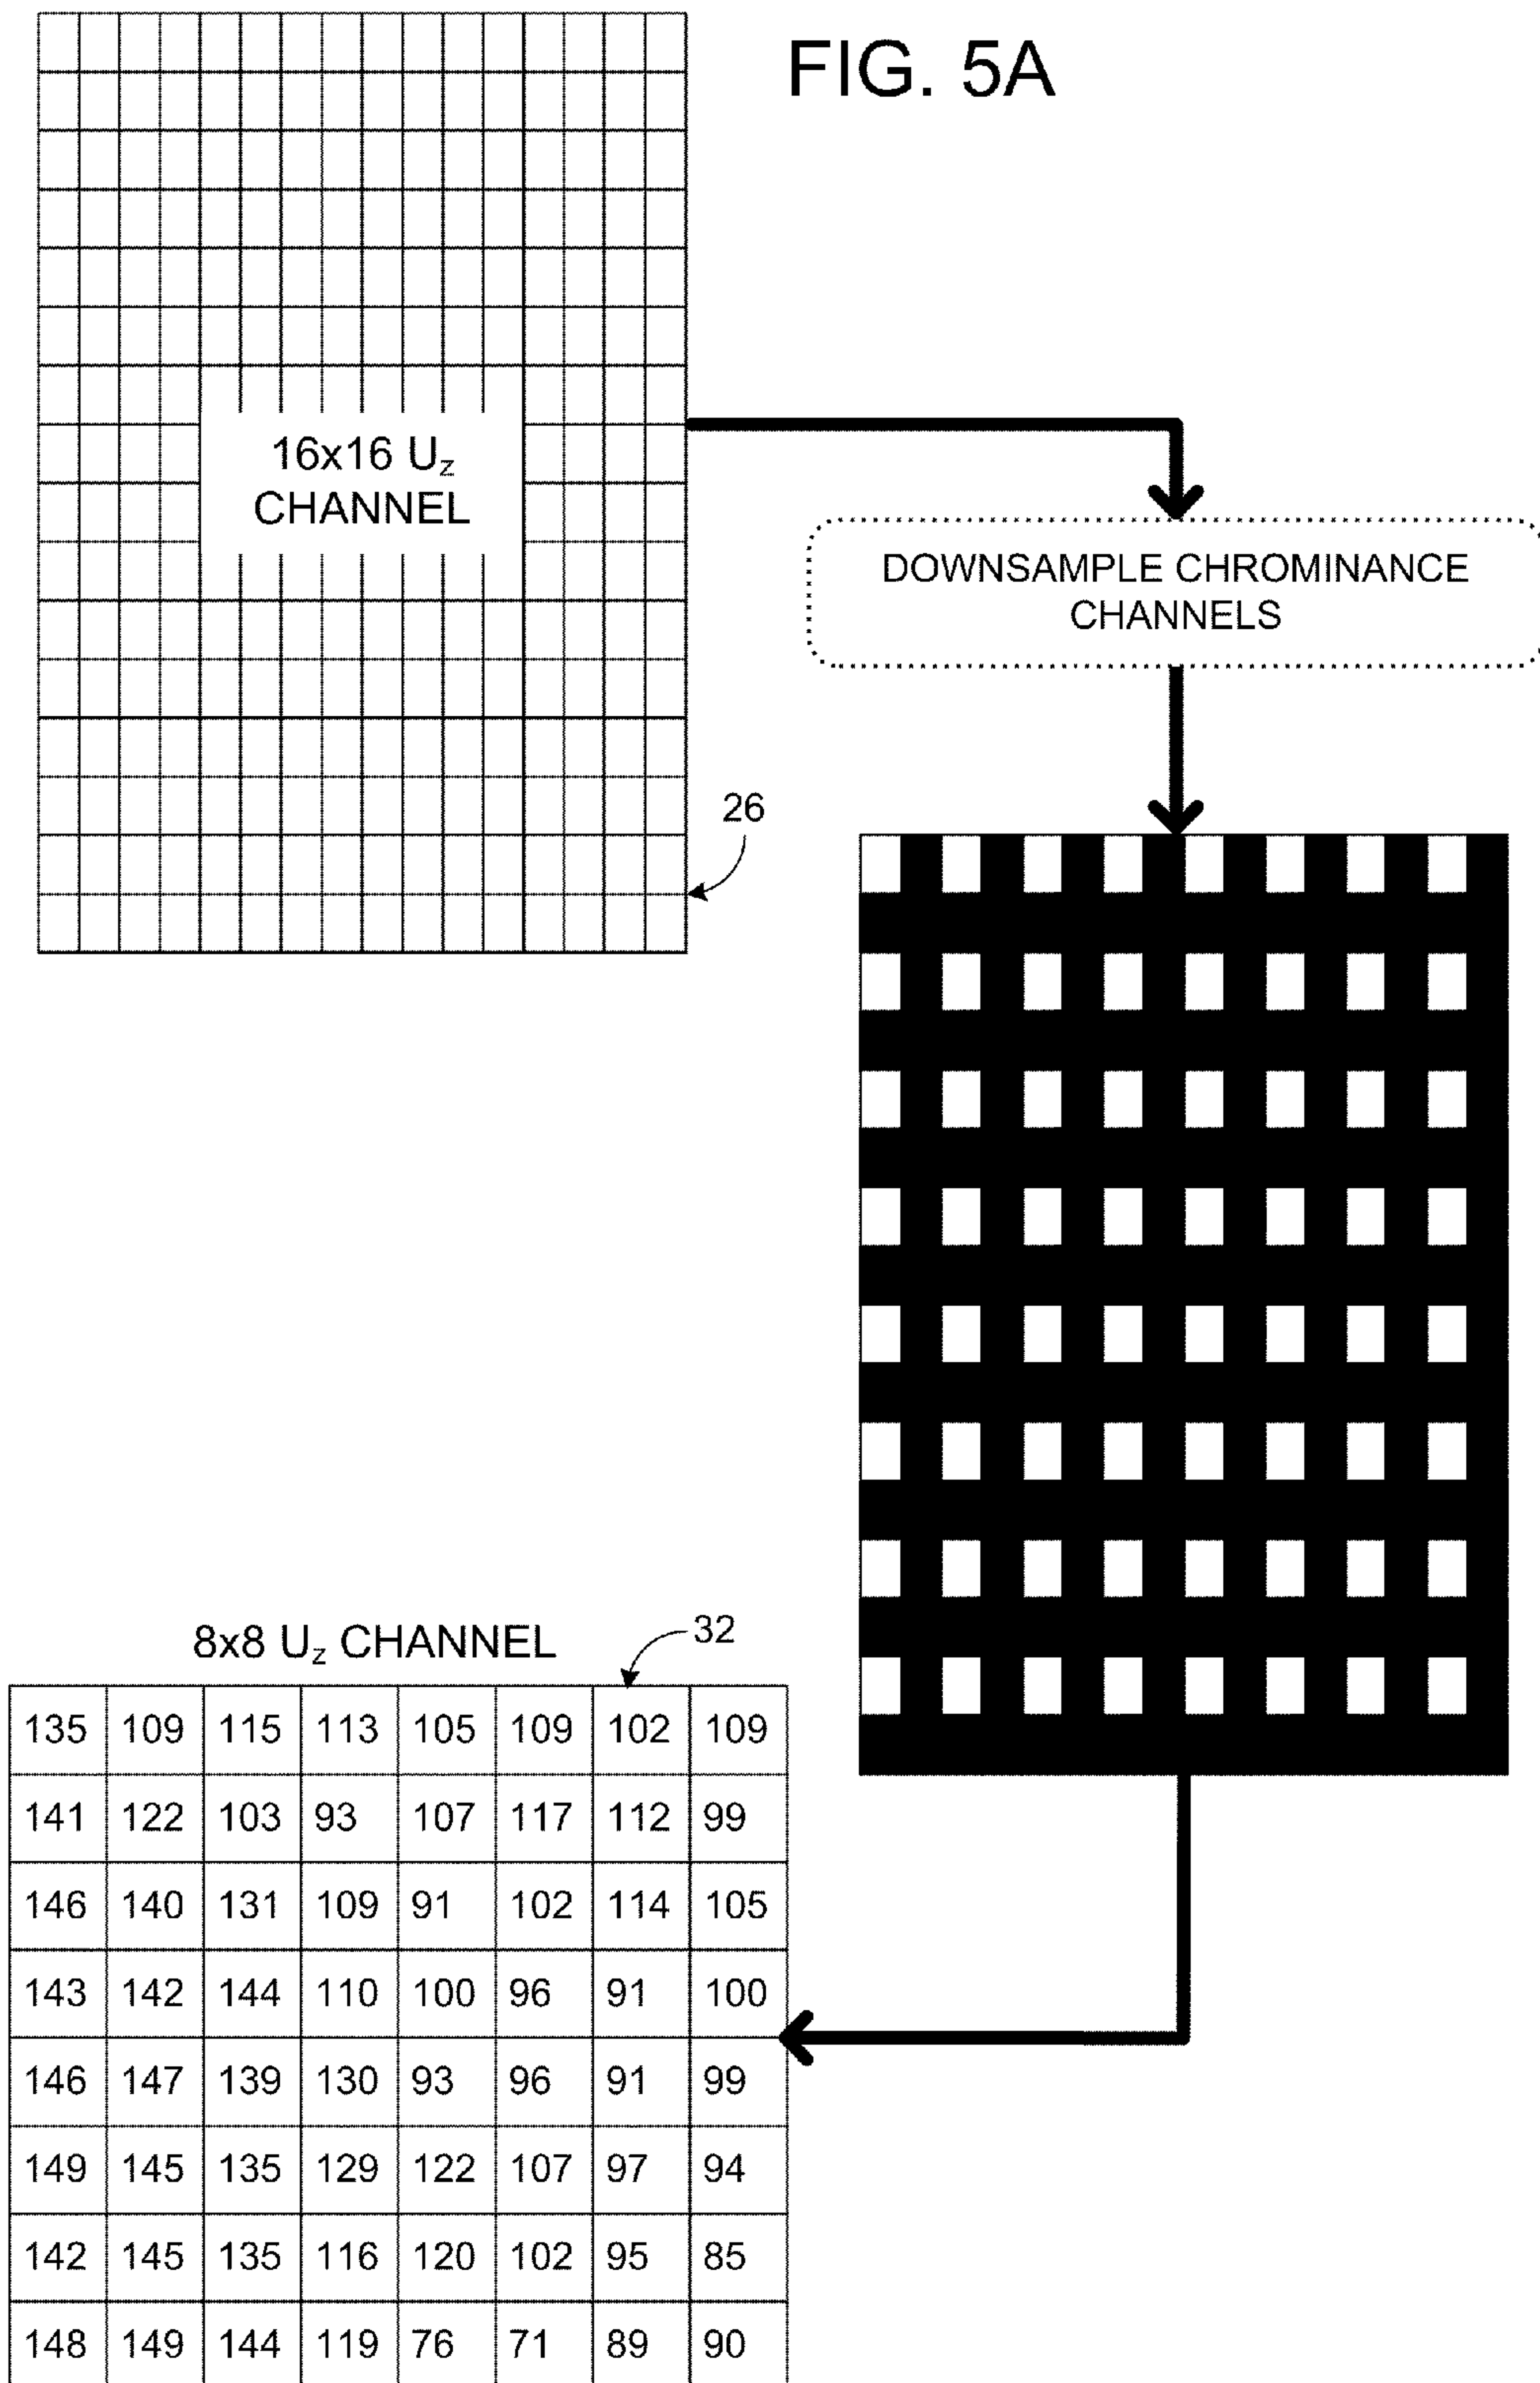 FIG. 5A
16x16 Uz
CHANNEL
DOWNSAMPLE CHROMINANCE
CHANNELS
26
8x8 Uz CHANNEL
32
135 109 115 113 105 109 102 109
141 122 103 93 107 117 112 99
146 140 131 109 91 102 114 105
143 142 144 110 100 96 91 100
146 147 139 130 93 96 91 99
149 145 135 129 122 107 97 94
142 145 135 116 120 102 95 85
148 149 144 119 76 71 89 90